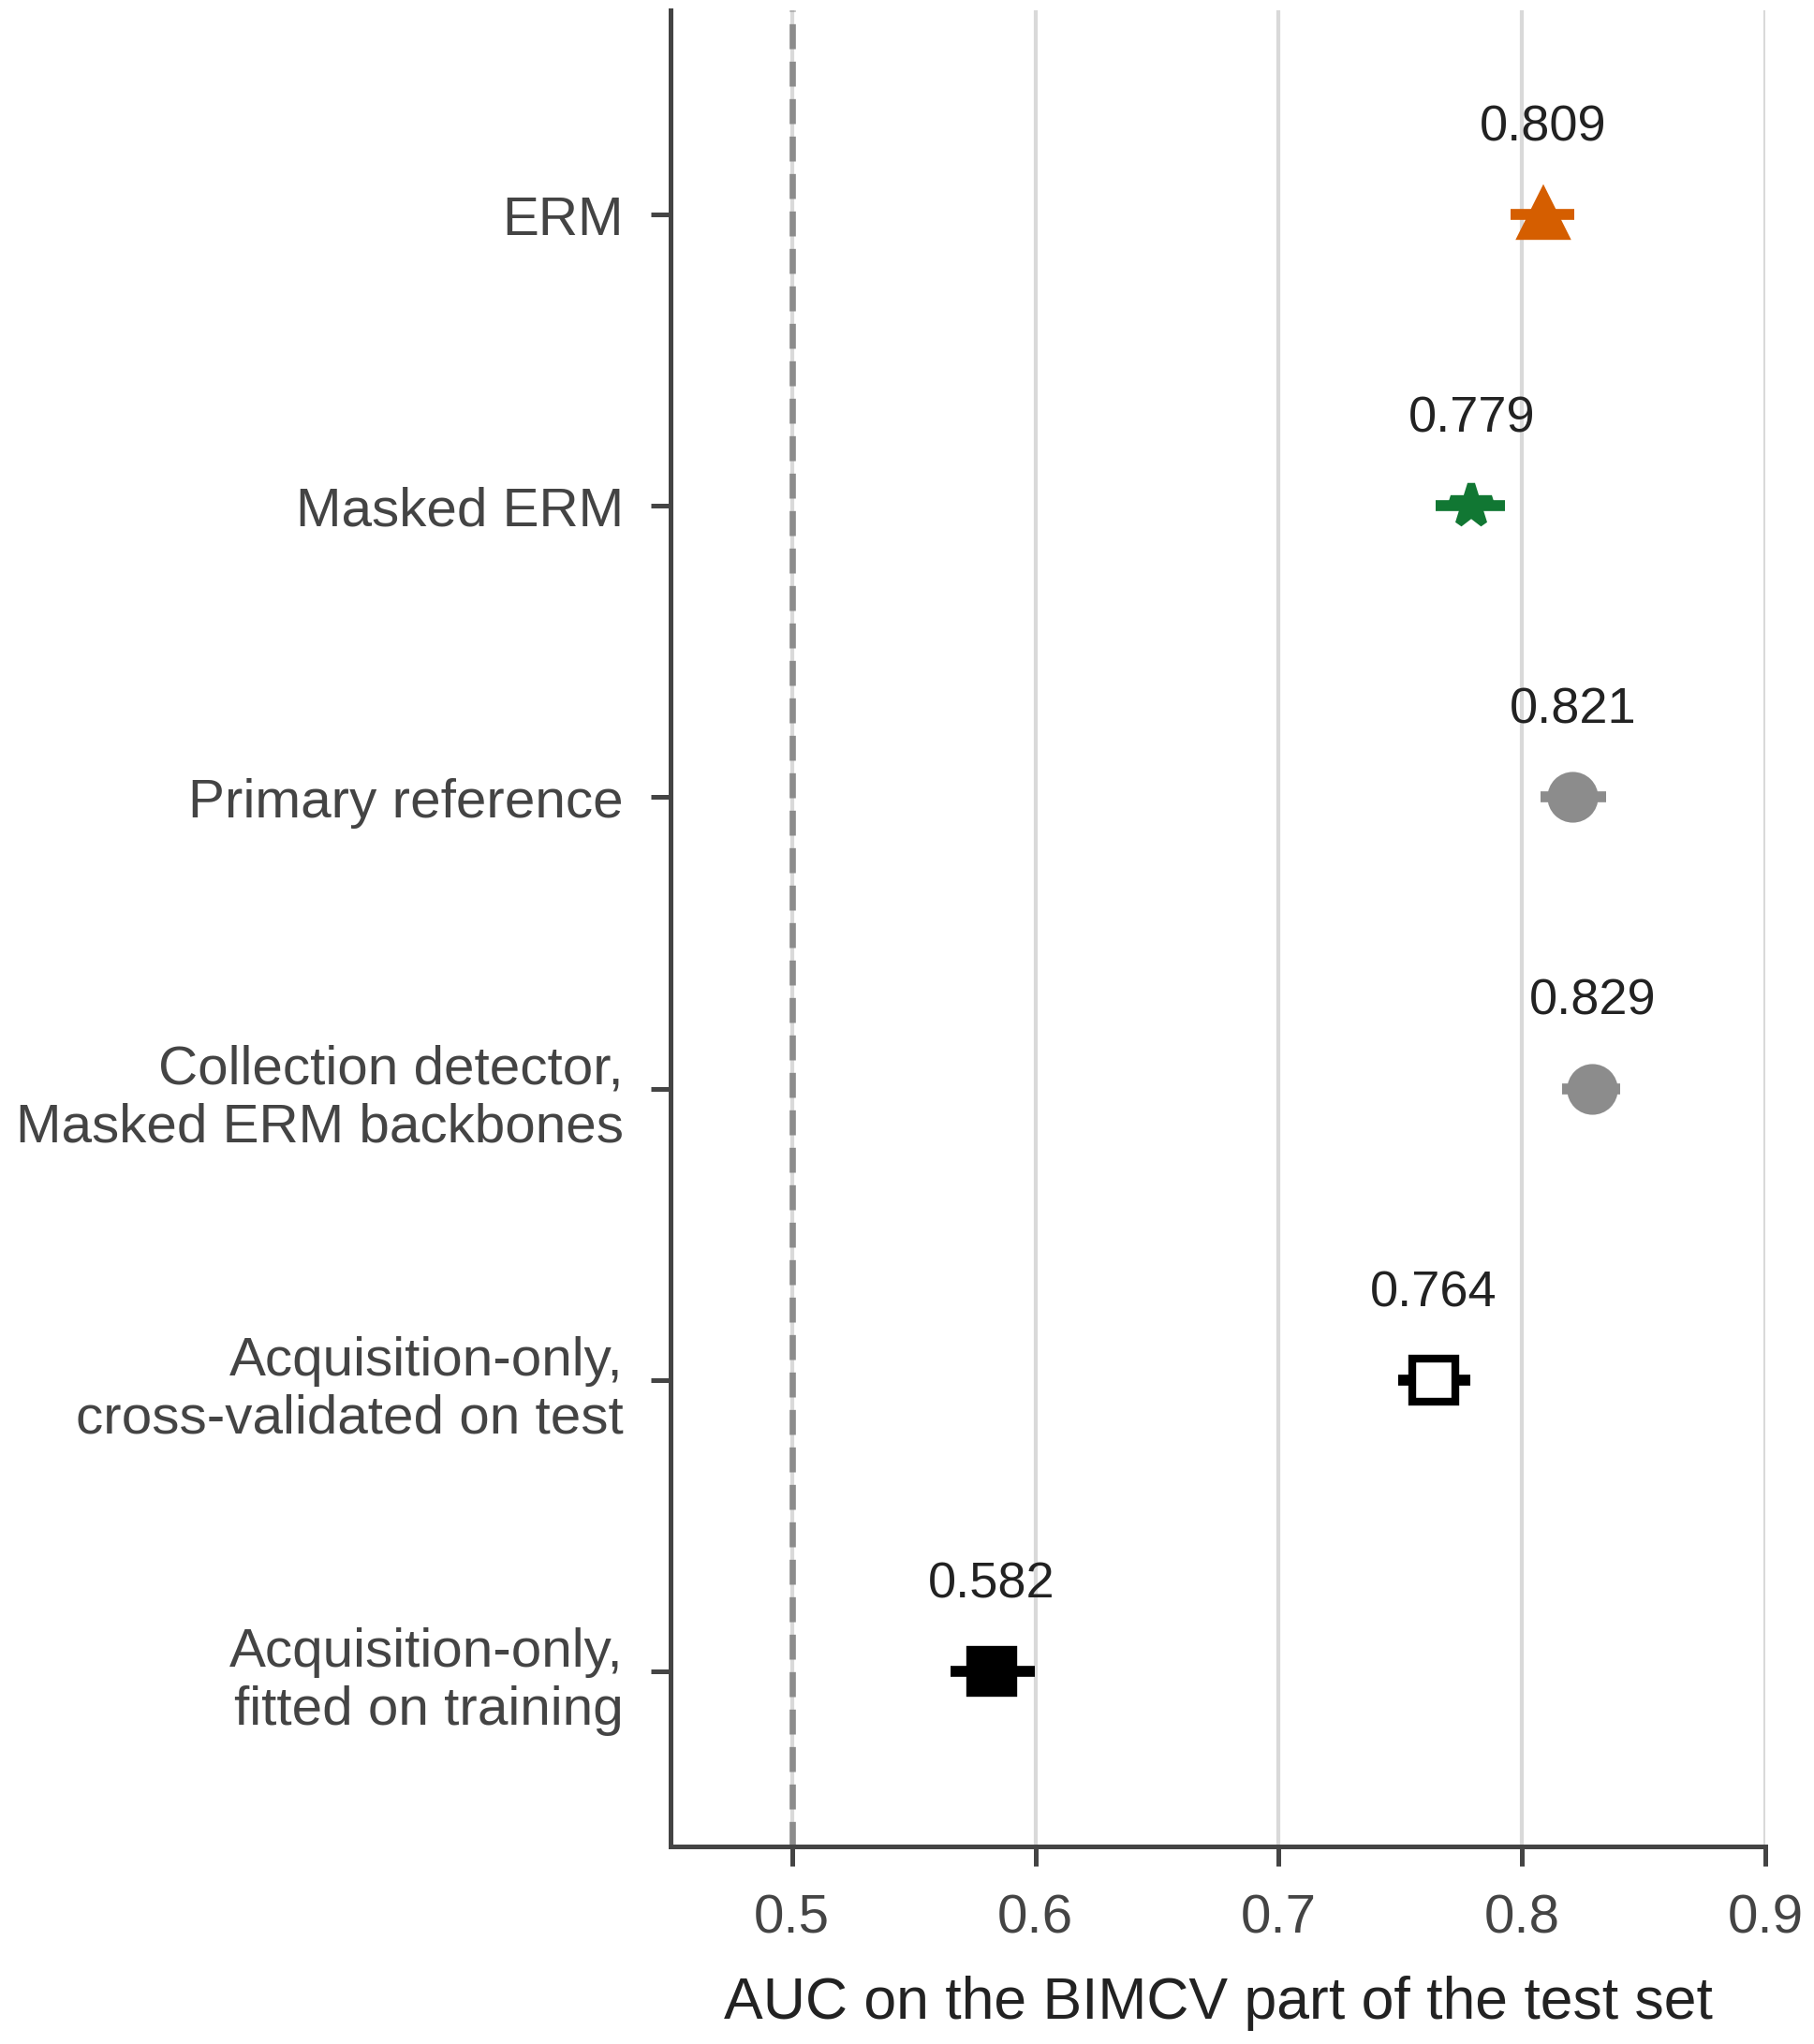 0.809
ERM
0.779
Masked ERM
0.821
Primary reference
0.829
Collection detector,
Masked ERM backbones
0.764
Acquisition-only,
cross-validated on test
0.582
Acquisition-only,
fitted on training
0.5 0.6 0.7 0.8 0.9
AUC on the BIMCV part of the test set